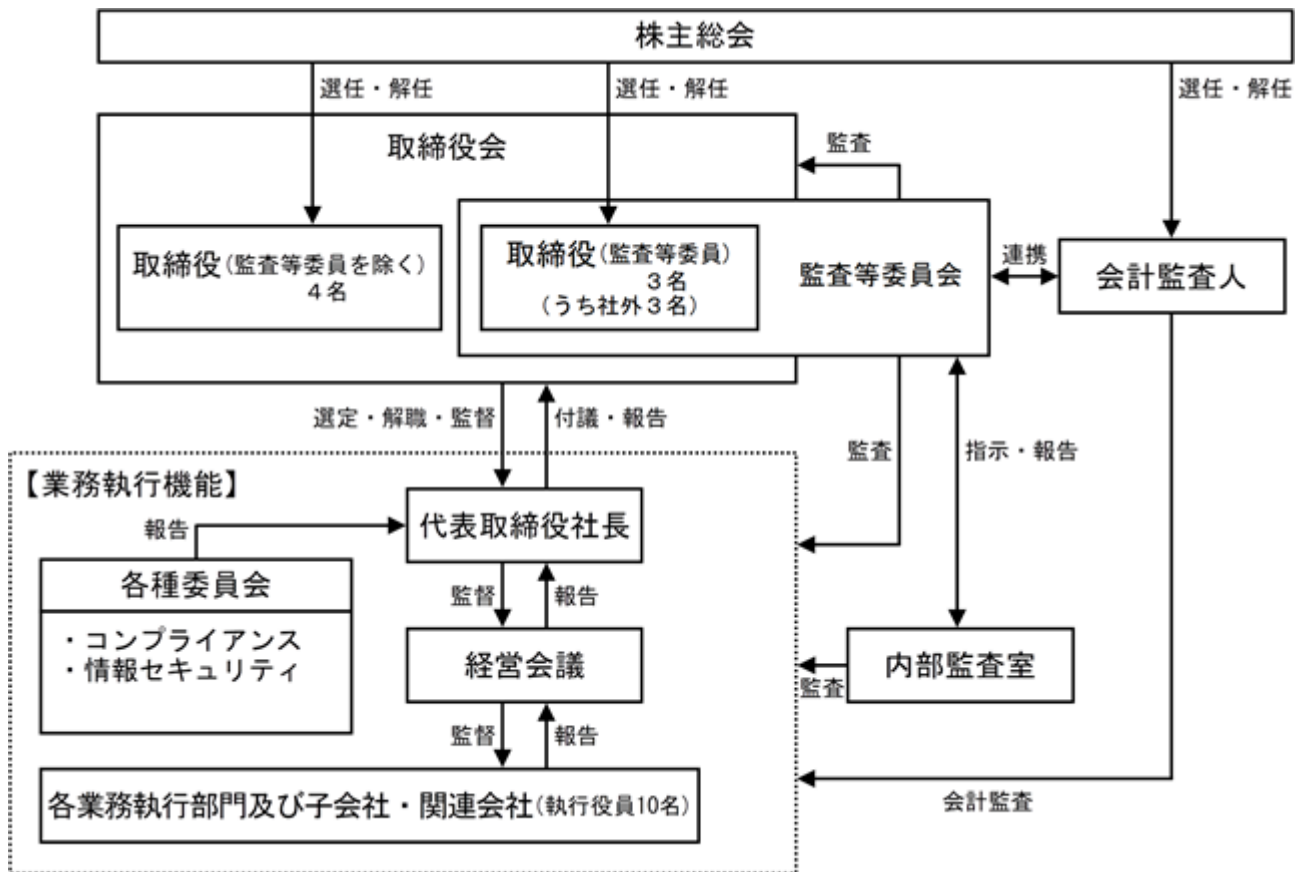 株主総会
選任・解任
選任・解任
選任・解任
取締役会
監査
取締役(監査等委員を除く)
4名
取締役(監査等委員)
3名
(うち社外3名)
監査等委員会
連携
会計監査人
選定・解職・監督
付議・報告
監査
指示・報告
【業務執行機能】
報告
代表取締役社長
各種委員会
・コンプライアンス
・情報セキュリティ
監督
報告
経営会議
内部監査室
監査
監督
報告
各業務執行部門及び子会社・関連会社(執行役員10名)
会計監査